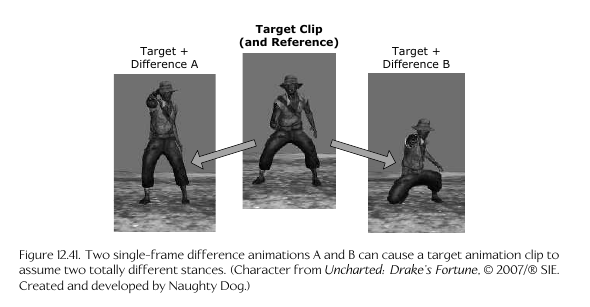 Target Clip
(and Reference)
Target +
Difference A
Target +
Difference B
Figure 12.41. Two single-frame difference animations A and B can cause a target animation clip to
assume two totally different stances. (Character from Uncharted: Drake's Fortune, © 2007/® SIE.
Created and developed by Naughty Dog.)